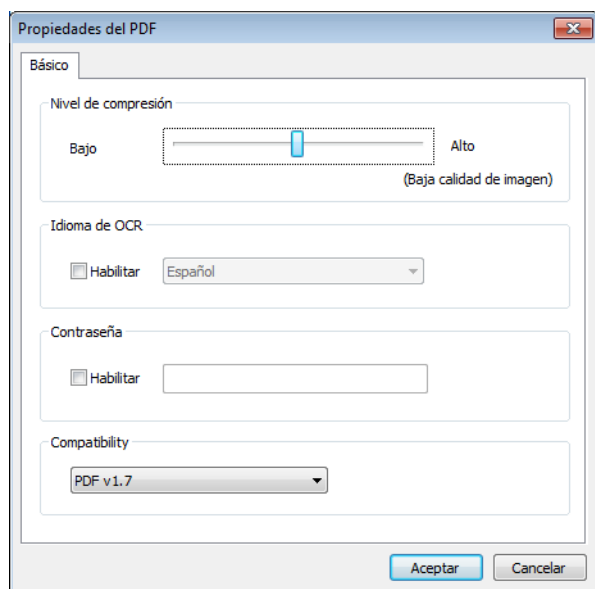 Propiedades del PDF
Básico
Nivel de compresión
Bajo
Alto
(Baja calidad de imagen)
Idioma de OCR
Habilitar
Español
Contraseña
Habilitar
Compatibility
PDF v1.7
Aceptar
Cancelar